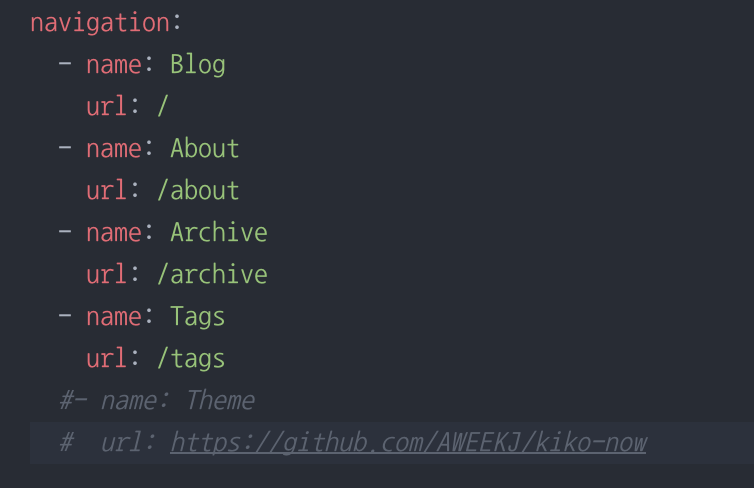 navigation:
  - name: Blog
    url: /
  - name: About
    url: /about
  - name: Archive
    url: /archive
  - name: Tags
    url: /tags
  #- name: Theme
  #  url: https://github.com/AWEEKJ/kiko-now